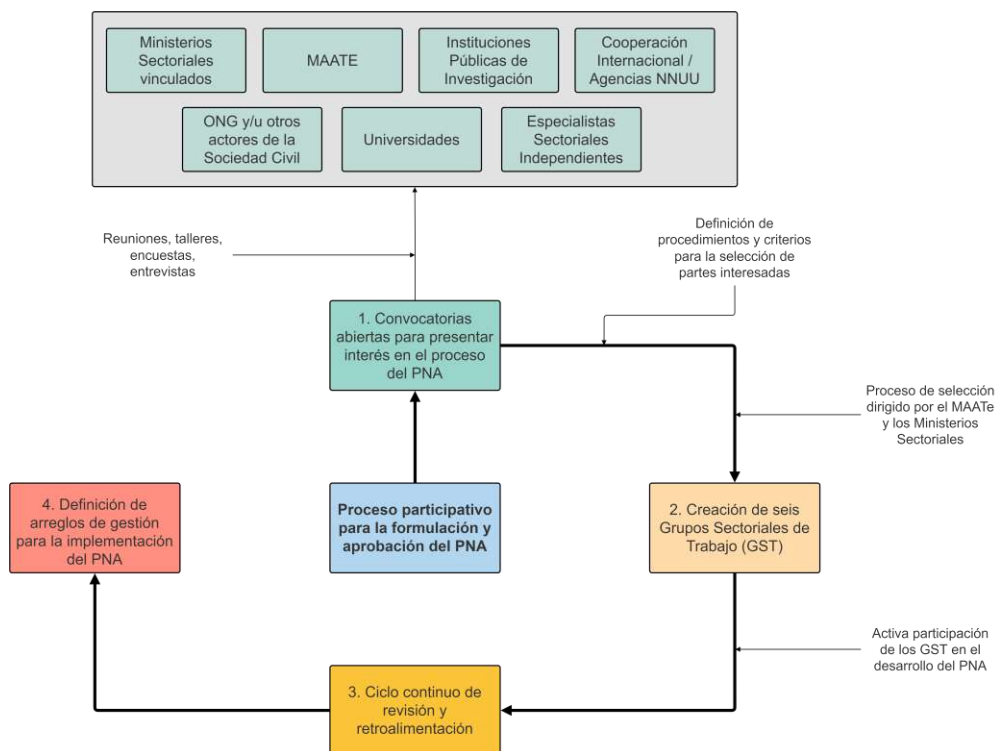 Ministerios
Sectoriales
vinculados
MAATE
Instituciones
Públicas de
Investigación
Cooperación
Internacional /
Agencias NNUU
ONG y/u otros
actores de la
Sociedad Civil
Universidades
Especialistas
Sectoriales
Independientes
Reuniones, talleres,
encuestas,
entrevistas
Definición de
procedimientos y criterios
para la selección de
partes interesadas
1. Convocatorias
abiertas para presentar
interés en el proceso
del PNA
Proceso de selección
dirigido por el MAATe
y los Ministerios
Sectoriales
4. Definición de
arreglos de gestión
para la implementación
del PNA
Proceso participativo
para la formulación y
aprobación del PNA
2. Creación de seis
Grupos Sectoriales de
Trabajo (GST)
Activa participación
de los GST en el
desarrollo del PNA
3. Ciclo continuo de
revisión y
retroalimentación